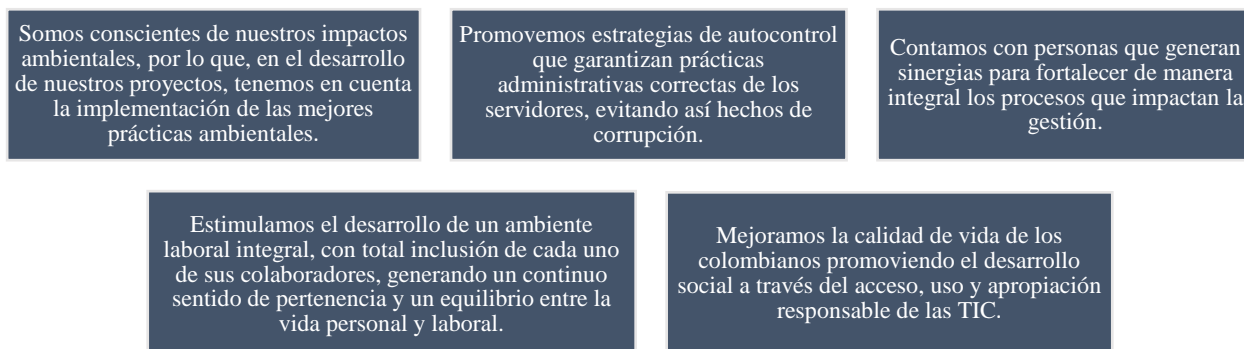 Somos conscientes de nuestros impactos
ambientales, por lo que, en el desarrollo
de nuestros proyectos, tenemos en cuenta
la implementación de las mejores
prácticas ambientales.
Promovemos estrategias de autocontrol
que garantizan prácticas
administrativas correctas de los
servidores, evitando así hechos de
corrupción.
Contamos con personas que generan
sinergias para fortalecer de manera
integral los procesos que impactan la
gestión.
Estimulamos el desarrollo de un ambiente
laboral integral, con total inclusión de cada uno
de sus colaboradores, generando un continuo
sentido de pertenencia y un equilibrio entre la
vida personal y laboral.
Mejoramos la calidad de vida de los
colombianos promoviendo el desarrollo
social a través del acceso, uso y apropiación
responsable de las TIC.